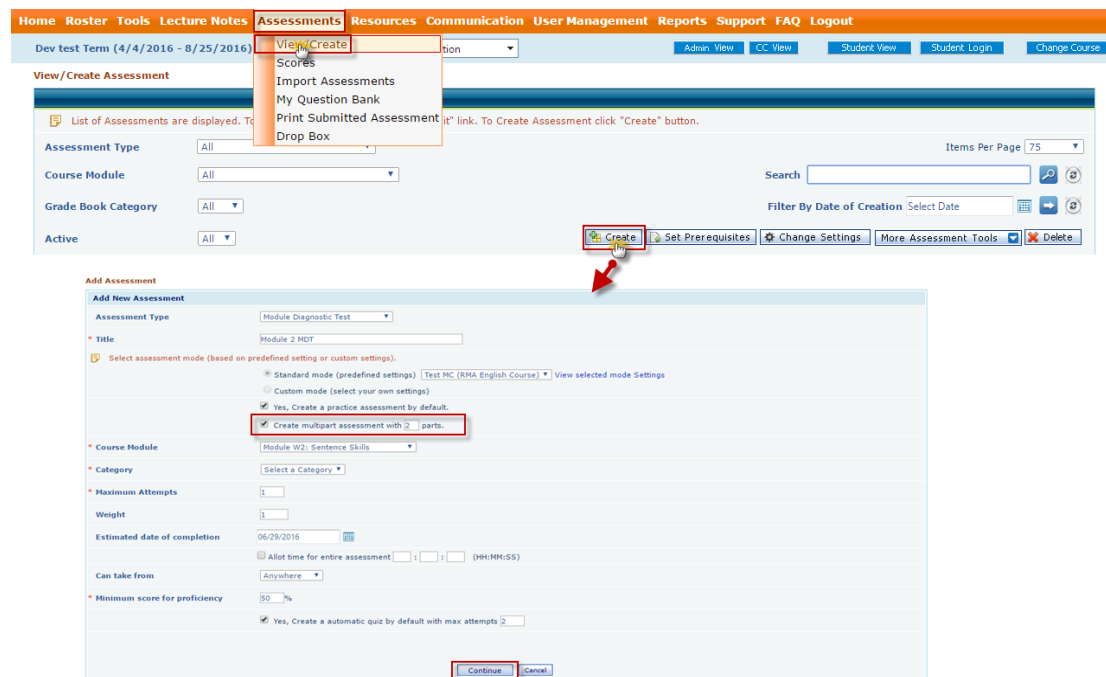 Home Roster Tools Lecture Notes Assessments Resources Communication User Management Reports Support FAQ Logout
Dev test Term (4/4/2016 - 8/25/2016) tion Admin View CC View Student View Student Login Change Course
View/Create
Scores
Import Assessments
My Question Bank
Print Submitted Assessment
Drop Box
View/Create Assessment
List of Assessments are displayed. To it" link. To Create Assessment click "Create" button.
Assessment Type All Items Per Page 75
Course Module All Search
Grade Book Category All Filter By Date of Creation Select Date
Active All Create Set Prerequisites Change Settings More Assessment Tools Delete
Add Assessment
Add New Assessment
Assessment Type Module Diagnostic Test
* Title Module 2 MDT
Select assessment mode (based on predefined setting or custom settings).
Standard mode (predefined settings) Test MC (RMA English Course) View selected mode Settings
Custom mode (select your own settings)
Yes, Create a practice assessment by default.
Create multipart assessment with 2 parts.
* Course Module Module W2: Sentence Skills
* Category Select a Category
* Maximum Attempts 1
Weight 1
Estimated date of completion 06/29/2016
Allot time for entire assessment : : (HH:MM:SS)
Can take from Anywhere
* Minimum score for proficiency 50 %
Yes, Create a automatic quiz by default with max attempts 2
Continue Cancel